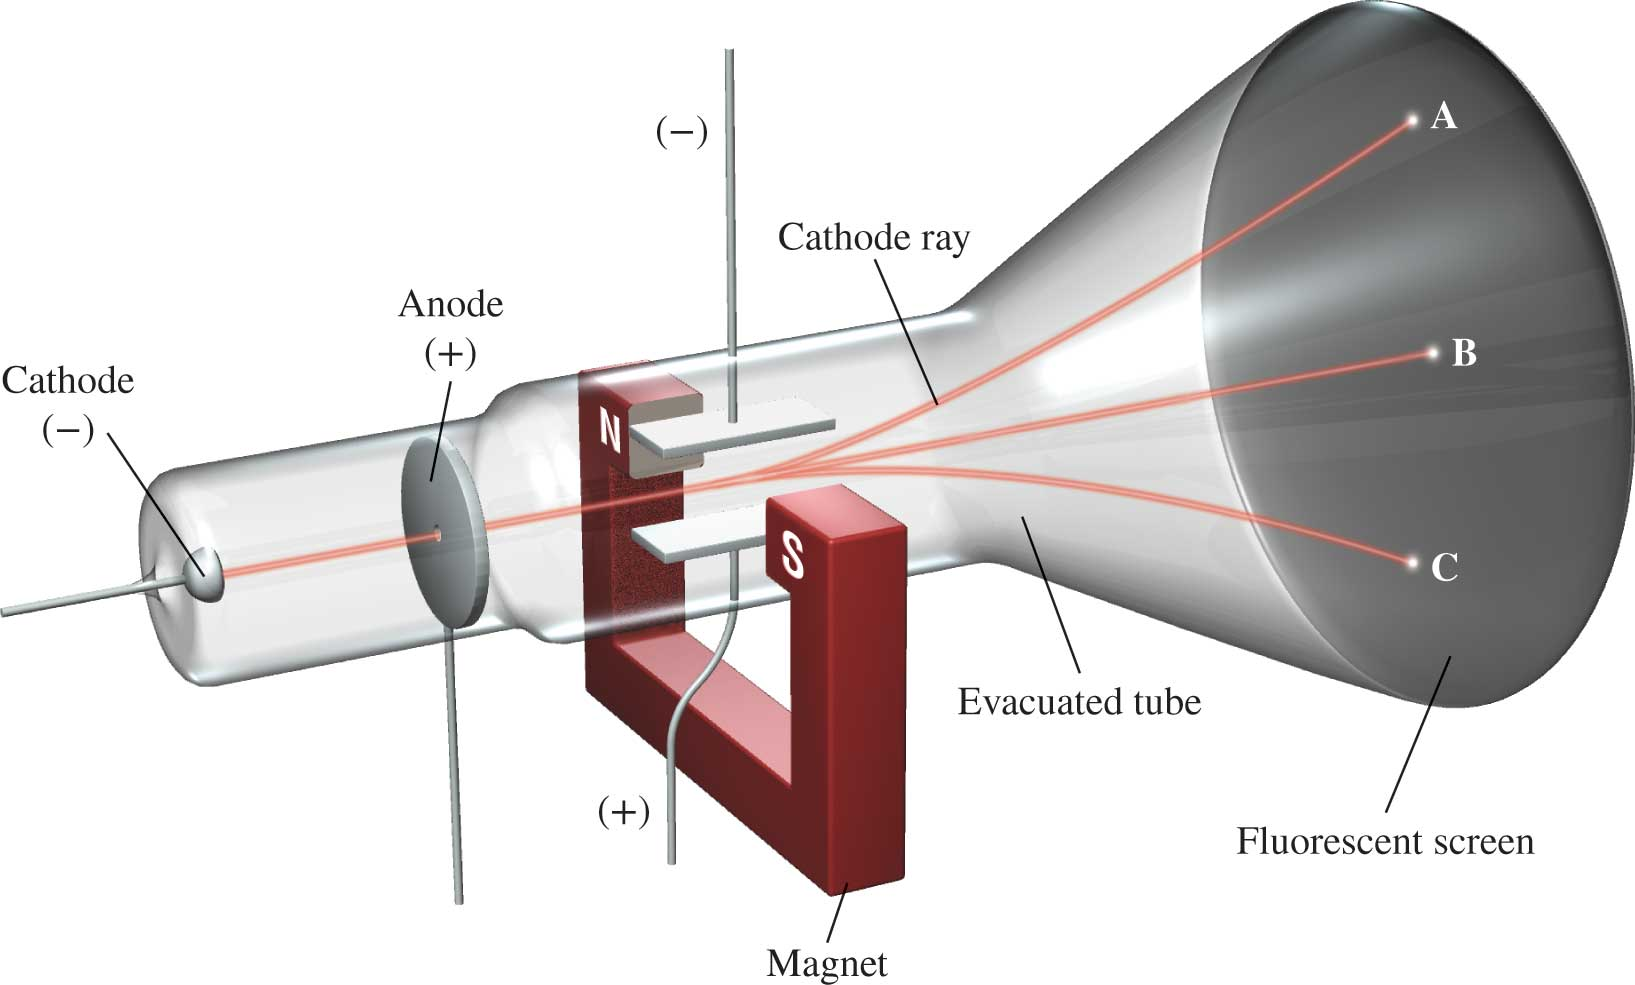 (−)
A
Cathode ray
Anode
(+)
B
Cathode
(−)
N
S
C
Evacuated tube
(+)
Fluorescent screen
Magnet